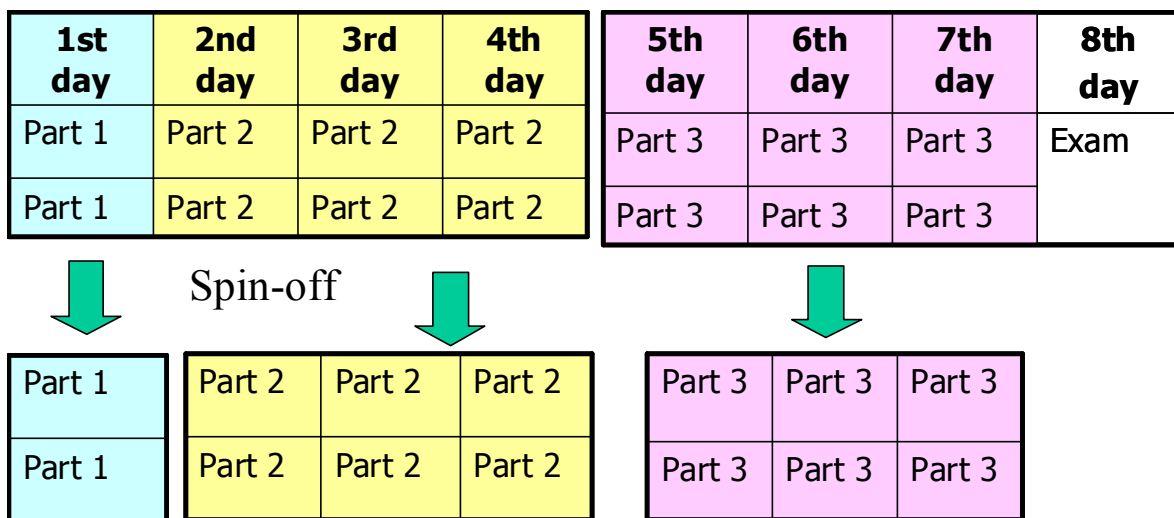 1st day 2nd day 3rd day 4th day 5th day 6th day 7th day 8th day
Part 1 Part 2 Part 2 Part 2 Part 3 Part 3 Part 3 Exam
Part 1 Part 2 Part 2 Part 2 Part 3 Part 3 Part 3
Spin-off
Part 1 Part 2 Part 2 Part 2 Part 3 Part 3 Part 3
Part 1 Part 2 Part 2 Part 2 Part 3 Part 3 Part 3